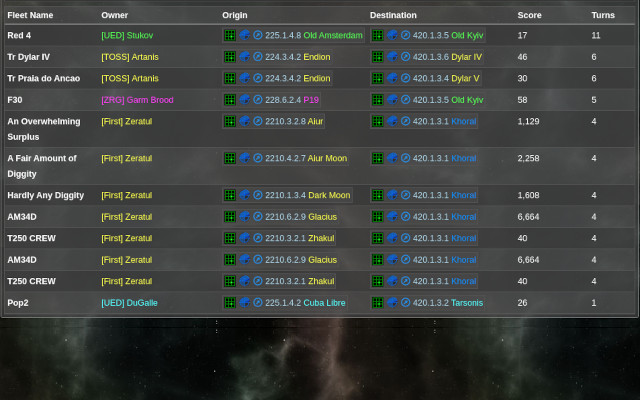 Fleet Name Owner Origin Destination Score Turns
Red 4 [UED] Stukov 225.1.4.8 Old Amsterdam 420.1.3.5 Old Kyiv 17 11
Tr Dylar IV [TOSS] Artanis 224.3.4.2 Endion 420.1.3.6 Dylar IV 46 6
Tr Praia do Ancao [TOSS] Artanis 224.3.4.2 Endion 420.1.3.4 Dylar V 30 6
F30 [ZRG] Garm Brood 228.6.2.4 P19 420.1.3.5 Old Kyiv 58 5
An Overwhelming Surplus [First] Zeratul 2210.3.2.8 Aiur 420.1.3.1 Khoral 1,129 4
A Fair Amount of Diggity [First] Zeratul 2210.4.2.7 Aiur Moon 420.1.3.1 Khoral 2,258 4
Hardly Any Diggity [First] Zeratul 2210.1.3.4 Dark Moon 420.1.3.1 Khoral 1,608 4
AM34D [First] Zeratul 2210.6.2.9 Glacius 420.1.3.1 Khoral 6,664 4
T250 CREW [First] Zeratul 2210.3.2.1 Zhakul 420.1.3.1 Khoral 40 4
AM34D [First] Zeratul 2210.6.2.9 Glacius 420.1.3.1 Khoral 6,664 4
T250 CREW [First] Zeratul 2210.3.2.1 Zhakul 420.1.3.1 Khoral 40 4
Pop2 [UED] DuGalle 225.1.4.2 Cuba Libre 420.1.3.2 Tarsonis 26 1